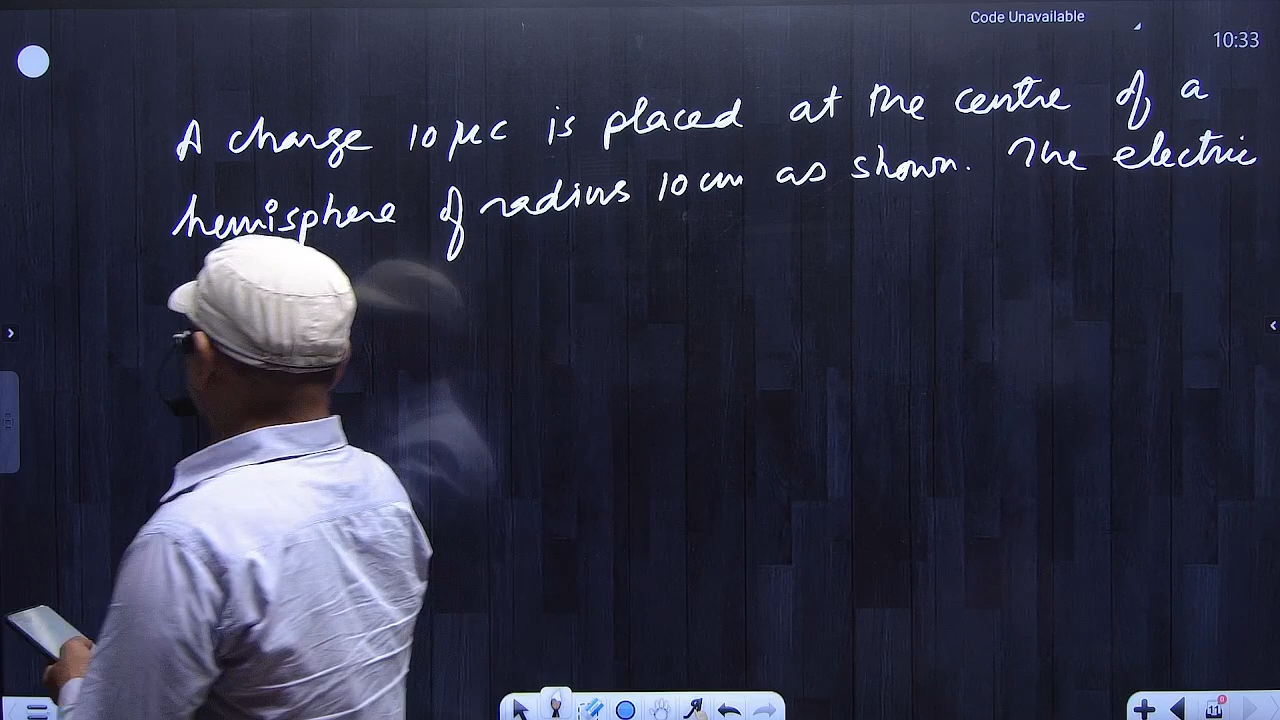 Code Unavailable
10:33
A charge 10 μc is placed at the centre of a
hemisphere of radius 10 cm as shown. The electric